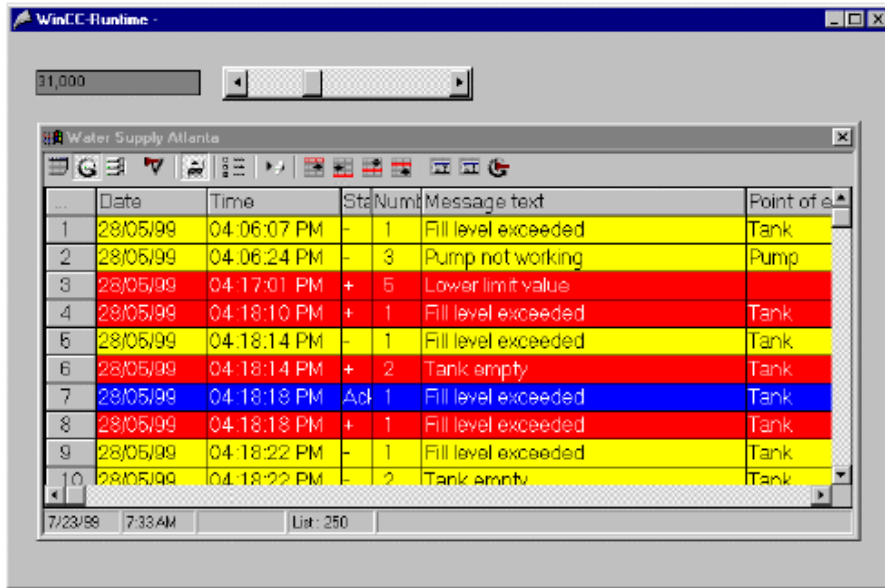 WinCC-Runtime -
31,000
Water Supply Atlanta
... Date Time Sta Numb Message text Point of e
1 28/05/99 04:06:07 PM - 1 Fill level exceeded Tank
2 28/05/99 04:06:24 PM - 3 Pump not working Pump
3 28/05/99 04:17:01 PM + 5 Lower limit value
4 28/05/99 04:18:10 PM + 1 Fill level exceeded Tank
5 28/05/99 04:18:14 PM - 1 Fill level exceeded Tank
6 28/05/99 04:18:14 PM + 2 Tank empty Tank
7 28/05/99 04:18:18 PM Ack 1 Fill level exceeded Tank
8 28/05/99 04:18:18 PM + 1 Fill level exceeded Tank
9 28/05/99 04:18:22 PM - 1 Fill level exceeded Tank
10 28/05/99 04:18:22 PM - 2 Tank empty Tank
7/23/99 7:33 AM List : 250